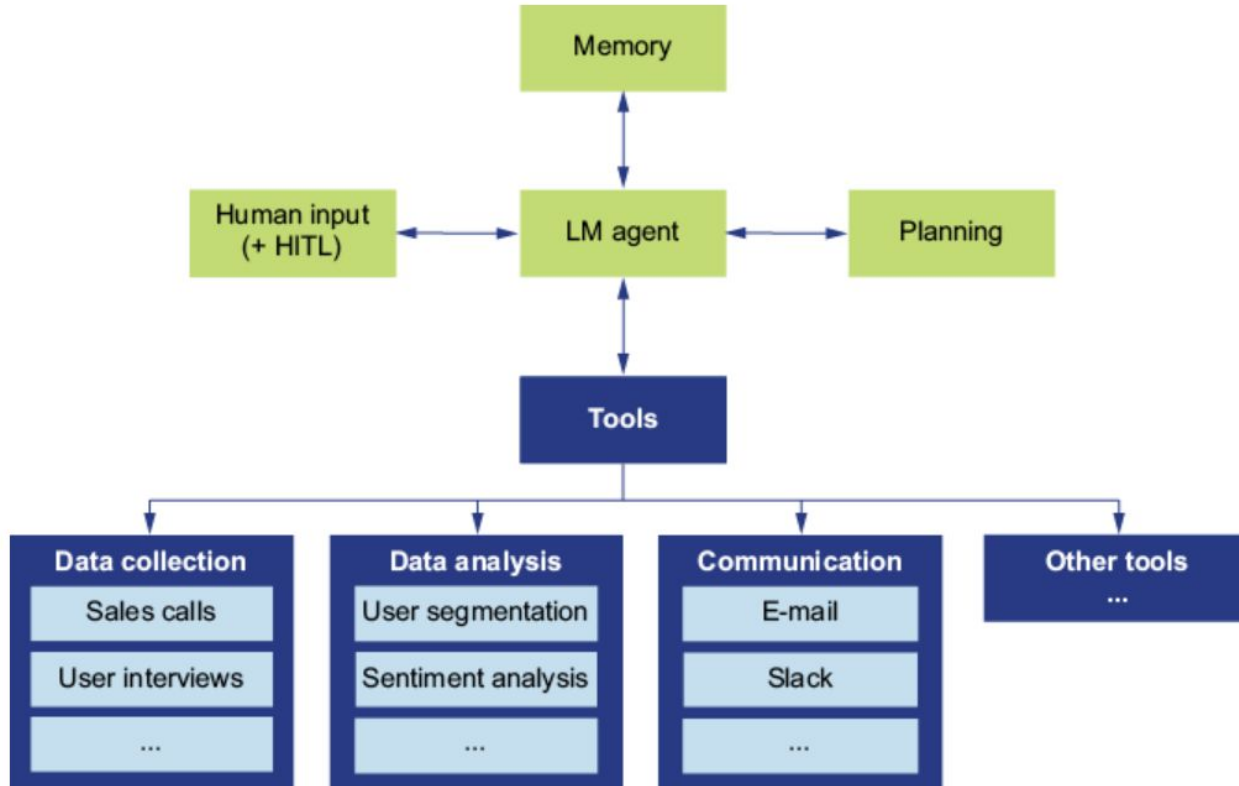 Memory
Human input
(+ HITL)
LM agent
Planning
Tools
Data collection
Sales calls
User interviews
...
Data analysis
User segmentation
Sentiment analysis
...
Communication
E-mail
Slack
...
Other tools
...